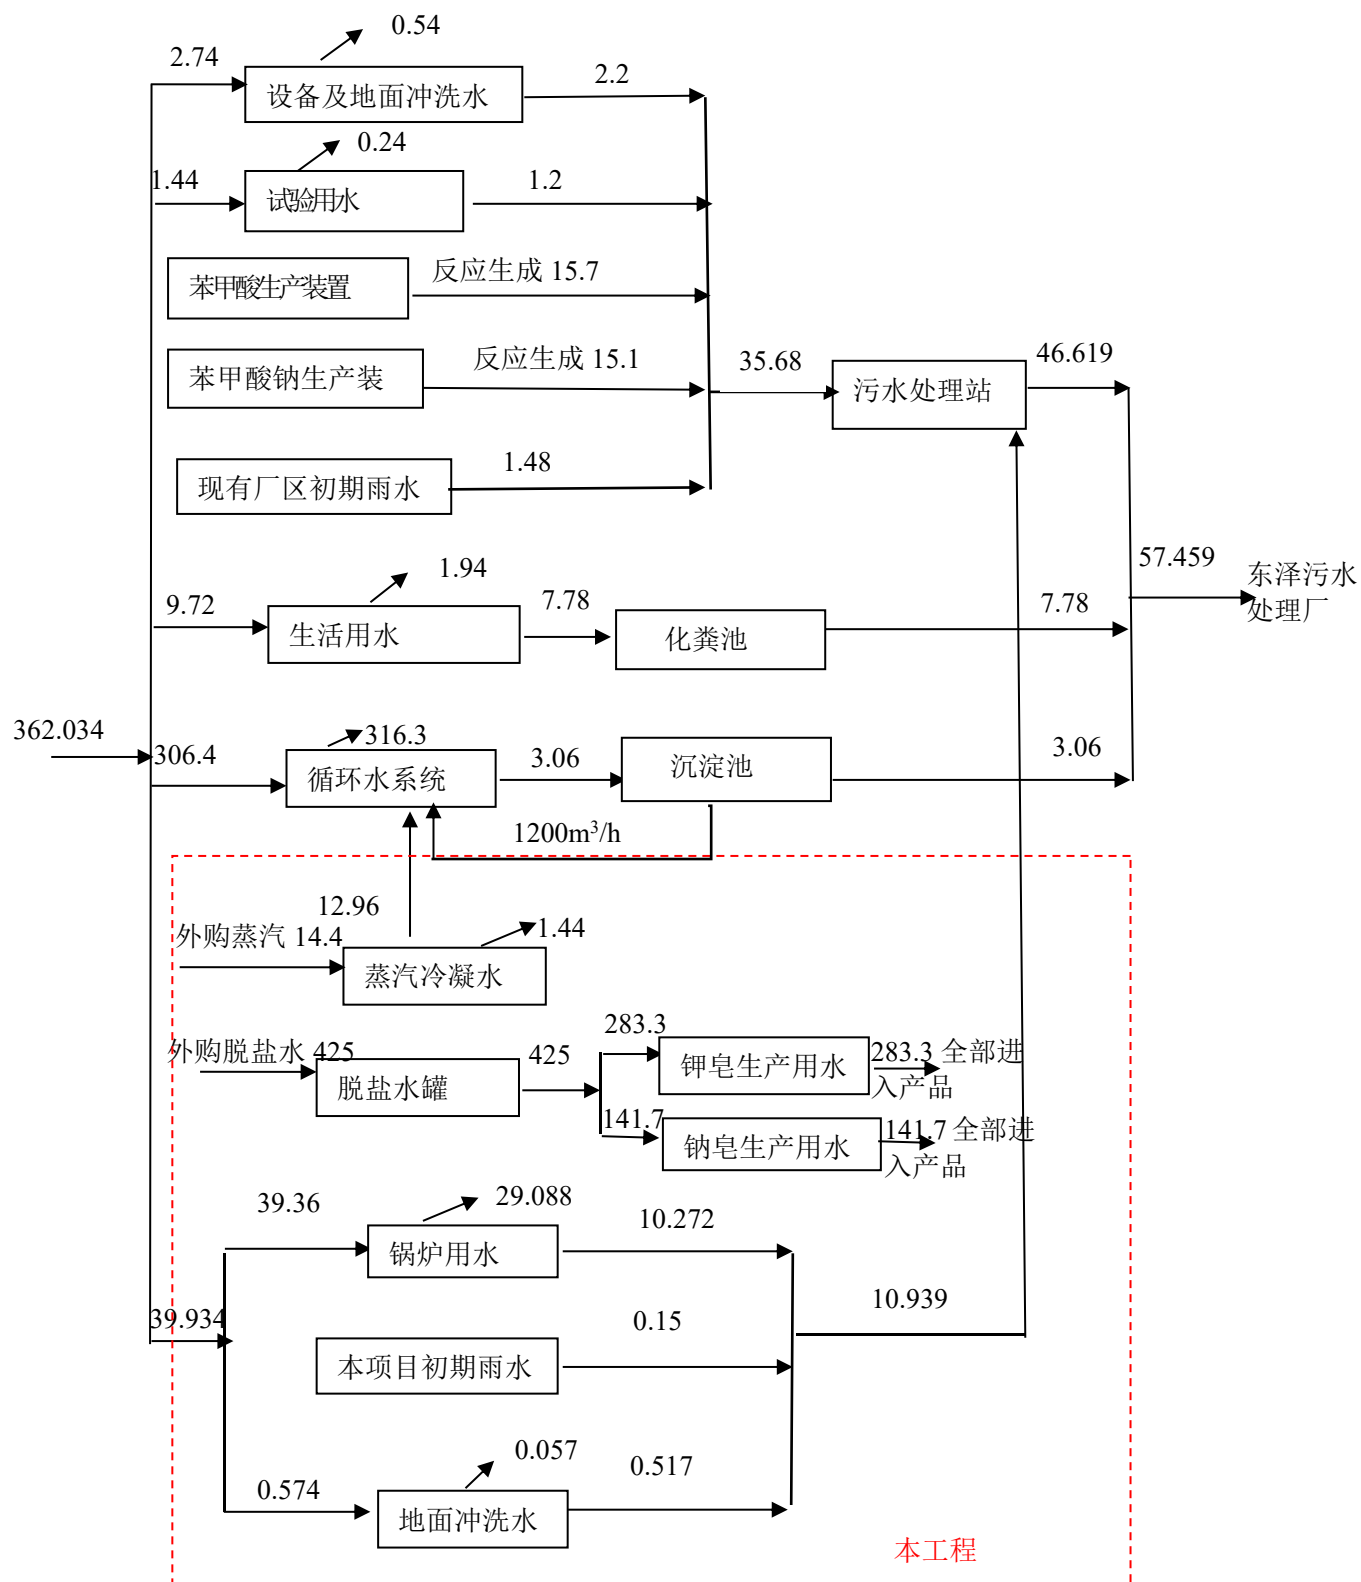 0.54
2.74
设备及地面冲洗水
2.2
0.24
1.44
试验用水
1.2
苯甲酸生产装置
反应生成 15.7
苯甲酸钠生产装
反应生成 15.1
35.68
污水处理站
46.619
现有厂区初期雨水
1.48
1.94
9.72
生活用水
7.78
化粪池
7.78
57.459
东泽污水
处理厂
362.034
306.4
316.3
循环水系统
3.06
沉淀池
3.06
1200m³/h
12.96
外购蒸汽 14.4
1.44
蒸汽冷凝水
外购脱盐水 425
脱盐水罐
425
283.3
钾皂生产用水
283.3 全部进
入产品
141.7
钠皂生产用水
141.7 全部进
入产品
39.36
29.088
锅炉用水
10.272
39.934
0.15
本项目初期雨水
10.939
0.574
0.057
地面冲洗水
0.517
本工程